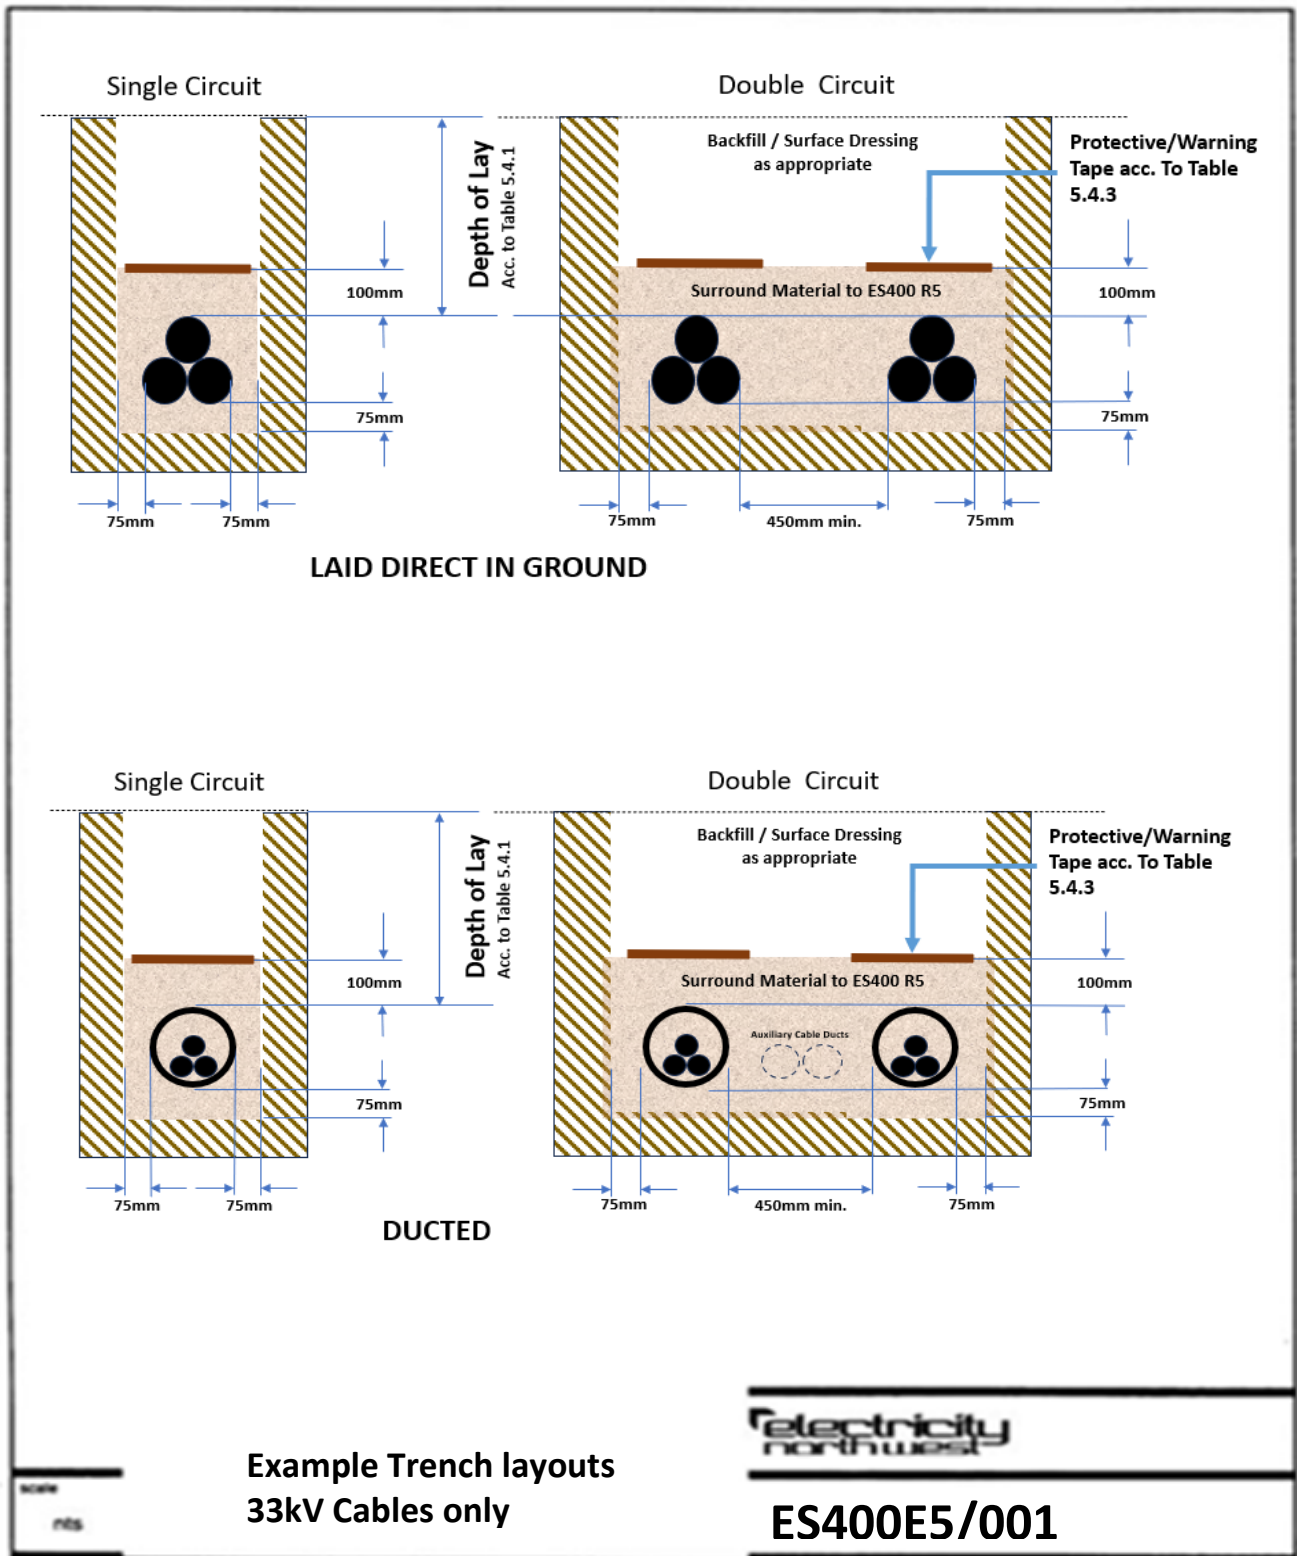 Single Circuit
Double Circuit
Backfill / Surface Dressing
as appropriate
Protective/Warning
Tape acc. To Table
5.4.3
Depth of Lay
Acc. to Table 5.4.1
100mm
Surround Material to ES400 R5
100mm
75mm
75mm
75mm
75mm
75mm
450mm min.
75mm
LAID DIRECT IN GROUND
Single Circuit
Double Circuit
Backfill / Surface Dressing
as appropriate
Protective/Warning
Tape acc. To Table
5.4.3
Depth of Lay
Acc. to Table 5.4.1
100mm
Surround Material to ES400 R5
100mm
Auxiliary Cable Ducts
75mm
75mm
75mm
75mm
75mm
450mm min.
75mm
DUCTED
electricity
northwest
Example Trench layouts
33kV Cables only
scale
nts
ES400E5/001